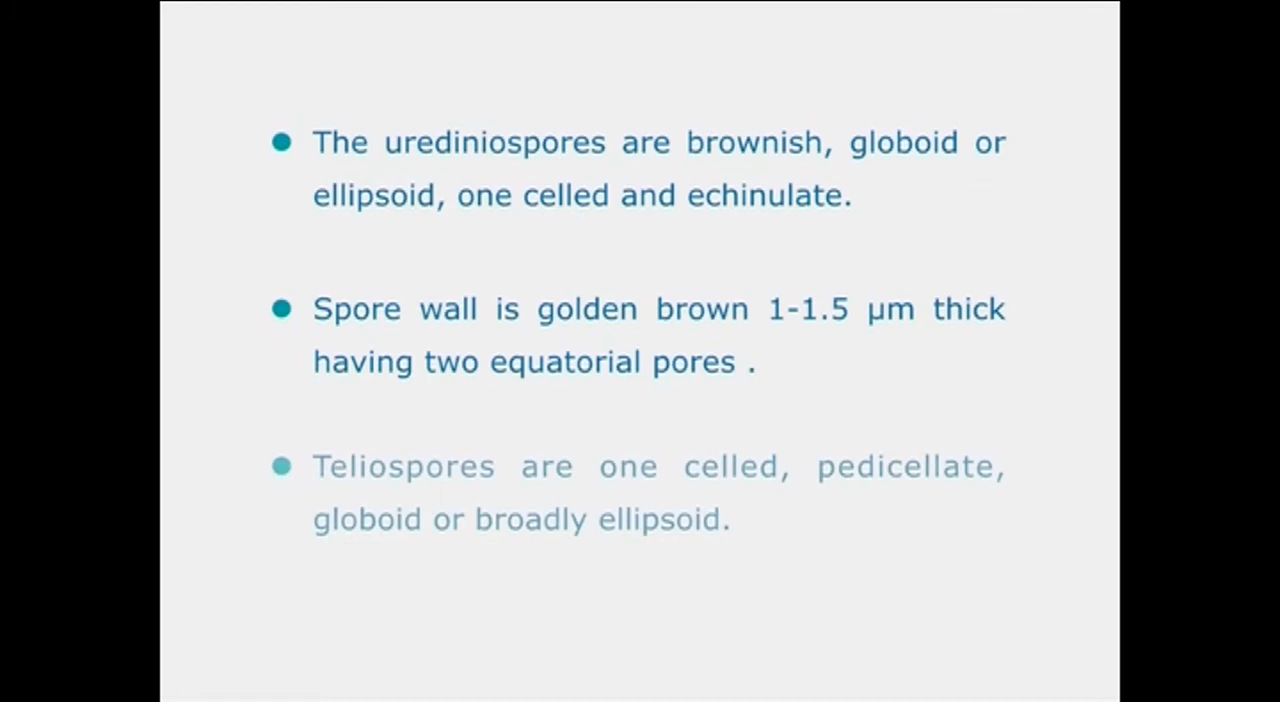 The urediniospores are brownish, globoid or
ellipsoid, one celled and echinulate.
Spore wall is golden brown 1-1.5 µm thick
having two equatorial pores .
Teliospores are one celled, pedicellate,
globoid or broadly ellipsoid.